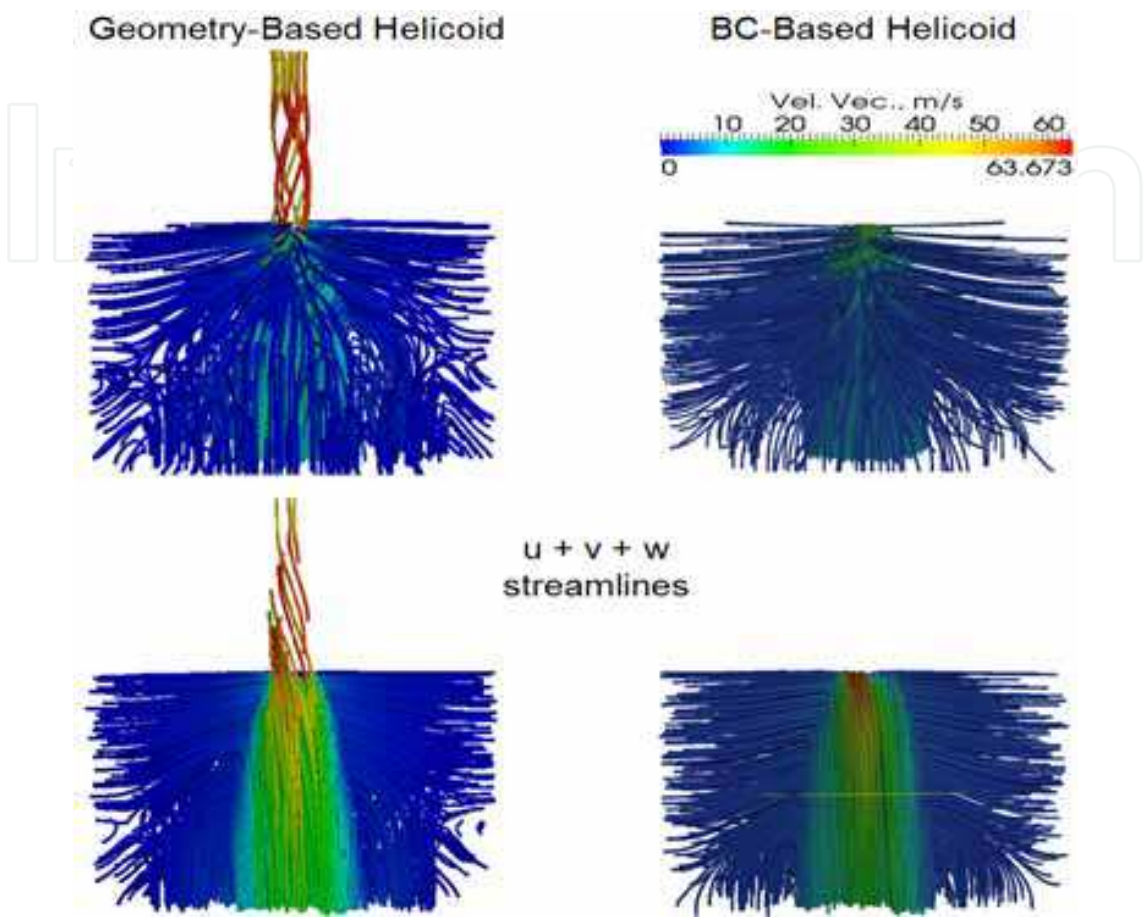 Geometry-Based Helicoid
BC-Based Helicoid
Vel. Vec., m/s
10 20 30 40 50 60
0 63.673
u + v + w
streamlines